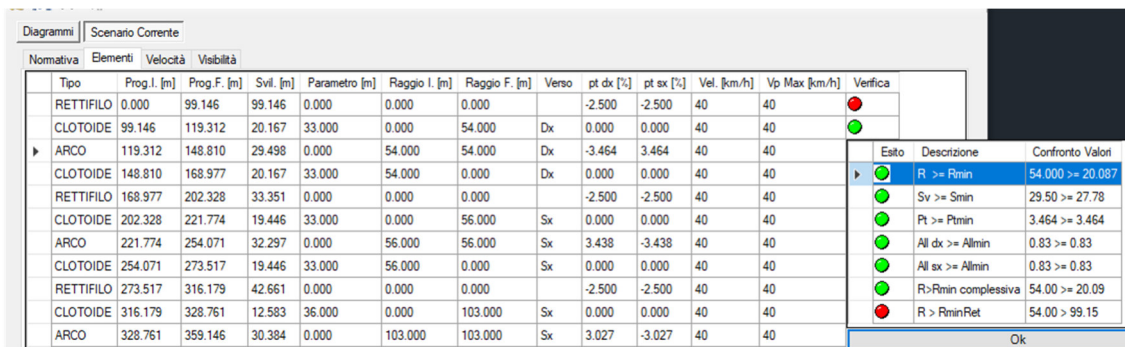 Diagrammi Scenario Corrente
Normativa Elementi Velocità Visibilità
Tipo Prog.I. [m] Prog.F. [m] Svil. [m] Parametro [m] Raggio I. [m] Raggio F. [m] Verso pt dx [%] pt sx [%] Vel. [km/h] Vp Max [km/h] Verifica
RETTIFILO 0.000 99.146 99.146 0.000 0.000 0.000 -2.500 -2.500 40 40
CLOTOIDE 99.146 119.312 20.167 33.000 0.000 54.000 Dx 0.000 0.000 40 40
ARCO 119.312 148.810 29.498 0.000 54.000 54.000 Dx -3.464 3.464 40 40
CLOTOIDE 148.810 168.977 20.167 33.000 54.000 0.000 Dx 0.000 0.000 40 40
RETTIFILO 168.977 202.328 33.351 0.000 0.000 0.000 -2.500 -2.500 40 40
CLOTOIDE 202.328 221.774 19.446 33.000 0.000 56.000 Sx 0.000 0.000 40 40
ARCO 221.774 254.071 32.297 0.000 56.000 56.000 Sx 3.438 -3.438 40 40
CLOTOIDE 254.071 273.517 19.446 33.000 56.000 0.000 Sx 0.000 0.000 40 40
RETTIFILO 273.517 316.179 42.661 0.000 0.000 0.000 -2.500 -2.500 40 40
CLOTOIDE 316.179 328.761 12.583 36.000 0.000 103.000 Sx 0.000 0.000 40 40
ARCO 328.761 359.146 30.384 0.000 103.000 103.000 Sx 3.027 -3.027 40 40
Esito Descrizione Confronto Valori
R >= Rmin 54.000 >= 20.087
Sv >= Smin 29.50 >= 27.78
Pt >= Ptmin 3.464 >= 3.464
All dx >= Allmin 0.83 >= 0.83
All sx >= Allmin 0.83 >= 0.83
R>Rmin complessiva 54.00 >= 20.09
R > RminRet 54.00 > 99.15
Ok